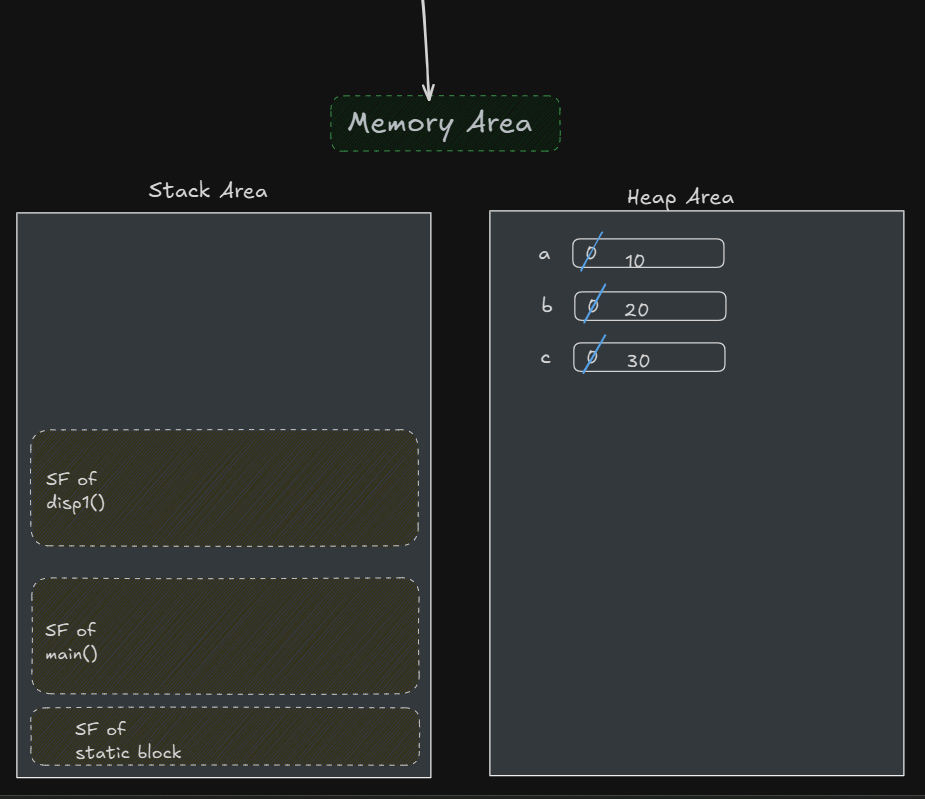 Memory Area
Stack Area
Heap Area
a 0 10
b 0 20
c 0 30
SF of
disp1()
SF of
main()
SF of
static block